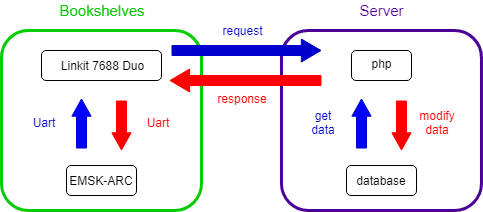 Bookshelves
Server
request
Linkit 7688 Duo
php
response
Uart
Uart
get
data
modify
data
EMSK-ARC
database